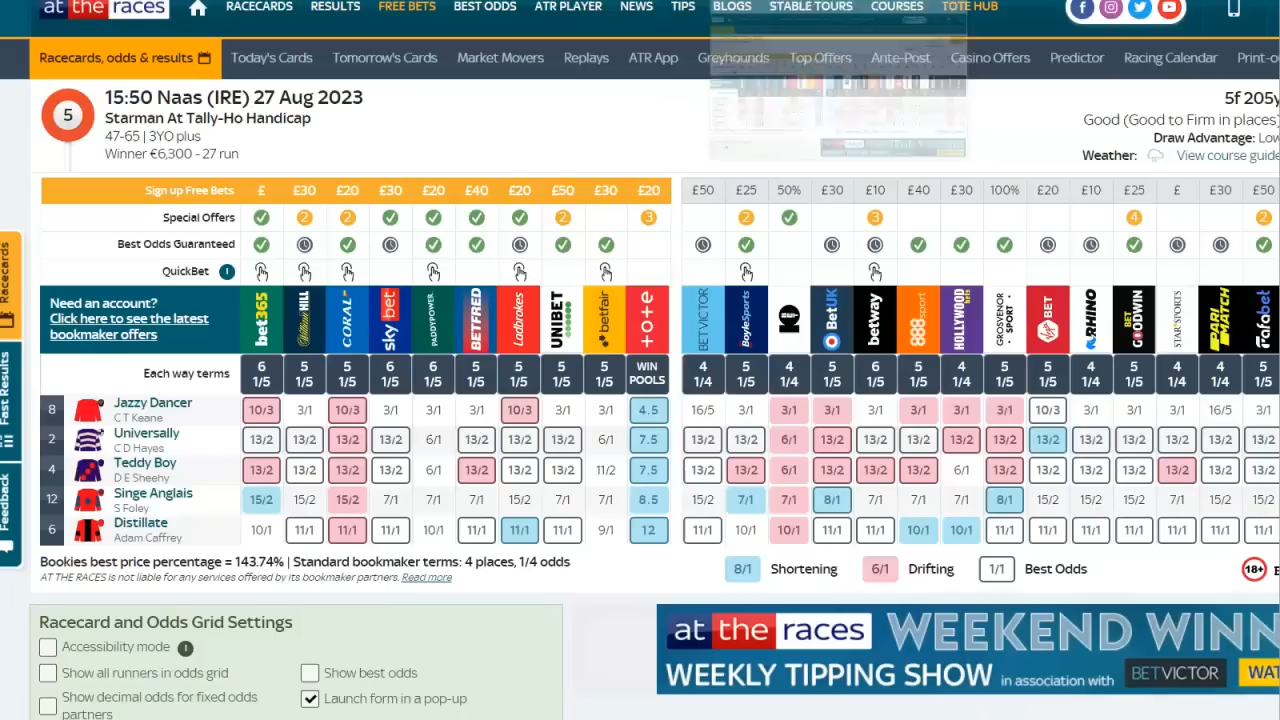 at the races RACECARDS RESULTS FREE BETS BEST ODDS ATR PLAYER NEWS TIPS BLOGS STABLE TOURS COURSES TOTE HUB
Racecards, odds & results Today's Cards Tomorrow's Cards Market Movers Replays ATR App Greyhounds Top Offers Ante-Post Casino Offers Predictor Racing Calendar Print-o
5 15:50 Naas (IRE) 27 Aug 2023 5f 205y
Starman At Tally-Ho Handicap Good (Good to Firm in places)
47-65 | 3YO plus Draw Advantage: Low
Winner €6,300 - 27 run Weather: View course guide
Sign up Free Bets £ £30 £20 £30 £20 £40 £20 £50 £30 £20 £50 £25 50% £30 £10 £40 £30 100% £20 £10 £25 £ £30 £50
Special Offers 2 2 2 3 2 3 4 2
Best Odds Guaranteed
QuickBet
Racecards
Fast Results
Feedback
Need an account?
Click here to see the latest
bookmaker offers
bet365 William HILL CORAL sky bet PADDYPOWER BETFRED Ladbrokes UNIBET betfair tote BETVICTOR BoyleSports 10 BetUK betway 888sport HOLLYWOOD bets GROSVENOR SPORT Virgin BET RHINO BET GOODWIN STARSPORTS PARIMATCH Fafabet
Each way terms 6 5 5 6 6 5 5 5 5 WIN 4 5 4 5 6 5 4 5 5 4 5 4 4 5
1/5 1/5 1/5 1/5 1/5 1/5 1/5 1/5 1/5 POOLS 1/4 1/5 1/4 1/5 1/5 1/5 1/4 1/5 1/5 1/4 1/5 1/4 1/4 1/5
8 Jazzy Dancer 10/3 3/1 10/3 3/1 3/1 3/1 10/3 3/1 3/1 4.5 16/5 3/1 3/1 3/1 3/1 3/1 3/1 3/1 10/3 3/1 3/1 3/1 16/5 3/1
C T Keane
2 Universally 13/2 13/2 13/2 13/2 6/1 13/2 13/2 13/2 6/1 7.5 13/2 13/2 6/1 13/2 13/2 13/2 13/2 13/2 13/2 13/2 13/2 13/2 13/2 13/2
C D Hayes
4 Teddy Boy 13/2 13/2 13/2 13/2 6/1 13/2 13/2 13/2 11/2 7.5 13/2 13/2 6/1 13/2 13/2 13/2 6/1 13/2 13/2 13/2 13/2 13/2 13/2 13/2
D E Sheehy
12 Singe Anglais 15/2 15/2 15/2 7/1 7/1 7/1 15/2 7/1 7/1 8.5 15/2 7/1 7/1 8/1 7/1 7/1 7/1 8/1 15/2 15/2 15/2 15/2 15/2 15/2
S Foley
6 Distillate 10/1 11/1 11/1 11/1 10/1 11/1 11/1 11/1 9/1 12 11/1 10/1 10/1 11/1 11/1 10/1 10/1 11/1 11/1 11/1 11/1 11/1 11/1 11/1
Adam Caffrey
Bookies best price percentage = 143.74% | Standard bookmaker terms: 4 places, 1/4 odds
AT THE RACES is not liable for any services offered by its bookmaker partners. Read more
8/1 Shortening 6/1 Drifting 1/1 Best Odds 18+
Racecard and Odds Grid Settings
Accessibility mode
Show all runners in odds grid Show best odds
Show decimal odds for fixed odds partners Launch form in a pop-up
at the races WEEKEND WINN
WEEKLY TIPPING SHOW in association with BETVICTOR WAT